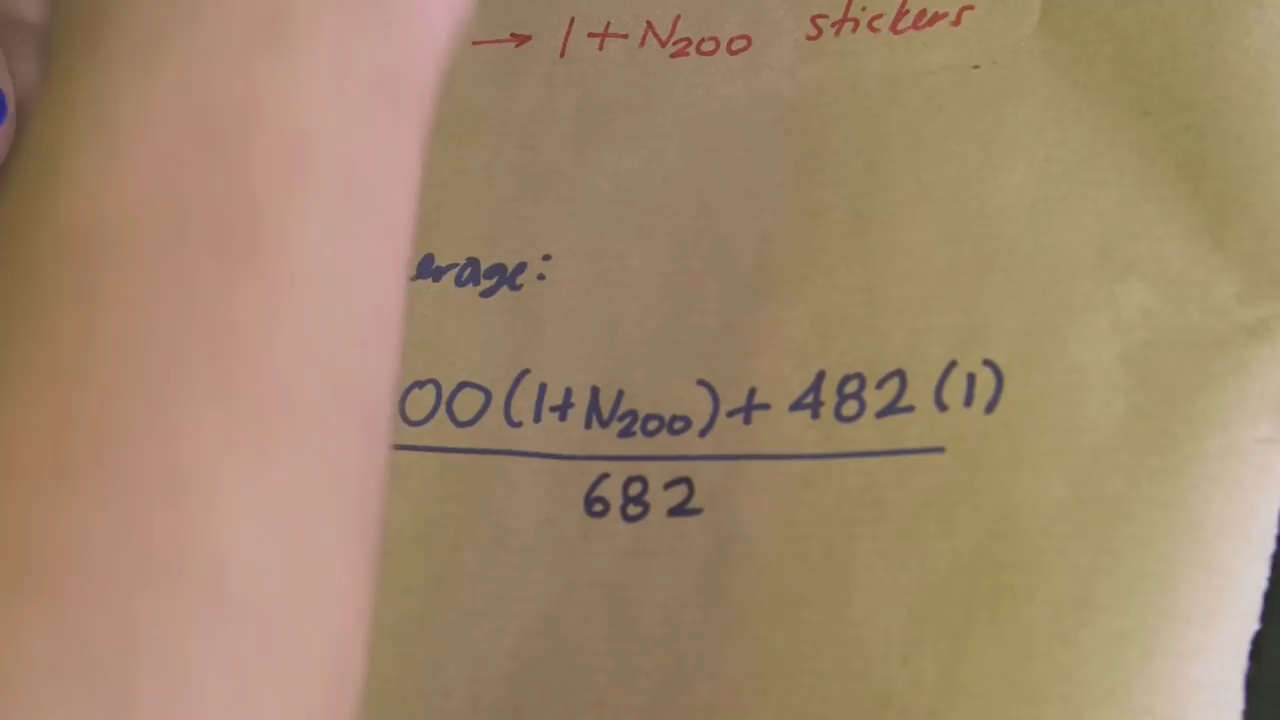 → 1+N₂₀₀ stickers
erage:
00(1+N₂₀₀)+482(1)
682